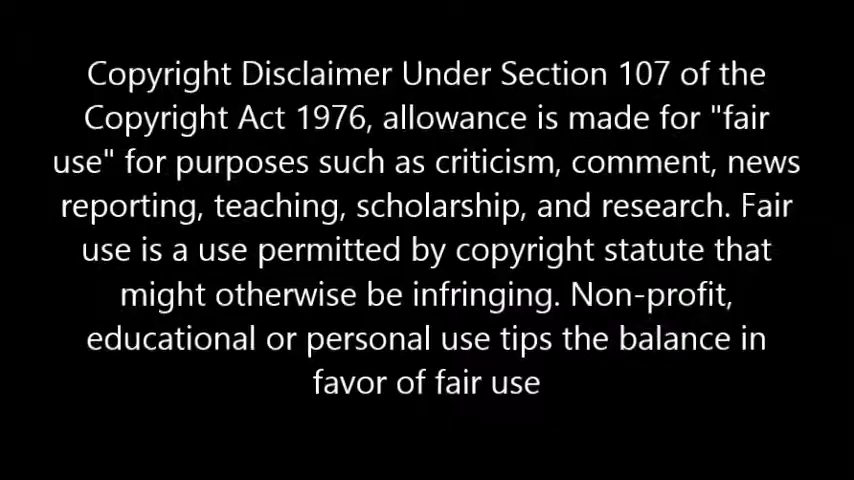 Copyright Disclaimer Under Section 107 of the
Copyright Act 1976, allowance is made for "fair
use" for purposes such as criticism, comment, news
reporting, teaching, scholarship, and research. Fair
use is a use permitted by copyright statute that
might otherwise be infringing. Non-profit,
educational or personal use tips the balance in
favor of fair use